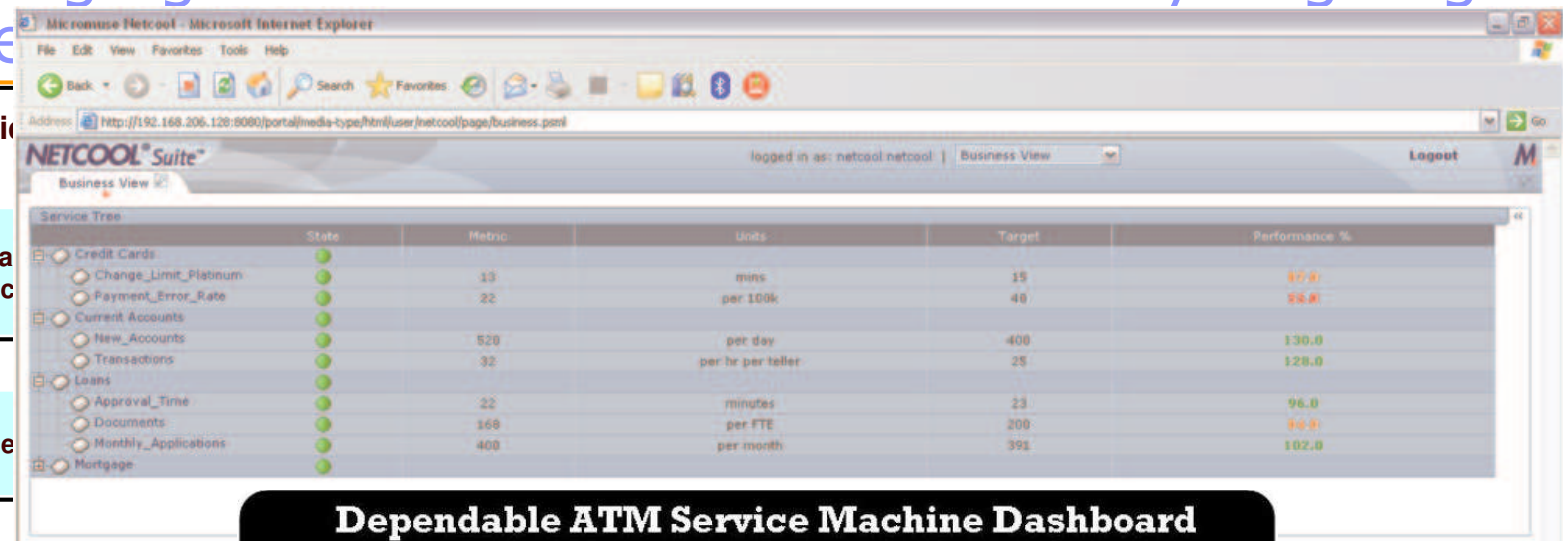 Micromuse Netcool - Microsoft Internet Explorer
File Edit View Favorites Tools Help
Back Search Favorites
Address http://192.168.206.128:8080/portal/media-type/html/user/netcool/page/business.psml Go
NETCOOL® Suite™ logged in as: netcool netcool | Business View Logout M
Business View
Service Tree
State Metric Units Target Performance %
Credit Cards
Change_Limit_Platinum 13 mins 15
Payment_Error_Rate 22 per 100k
Current Accounts
New_Accounts 520 per day 400 130.0
Transactions 32 per hr per teller 25 128.0
Loans
Approval_Time 22 minutes 23 96.0
Documents 168 per FTE 200
Monthly_Applications 400 per month 391 102.0
Mortgage
Dependable ATM Service Machine Dashboard